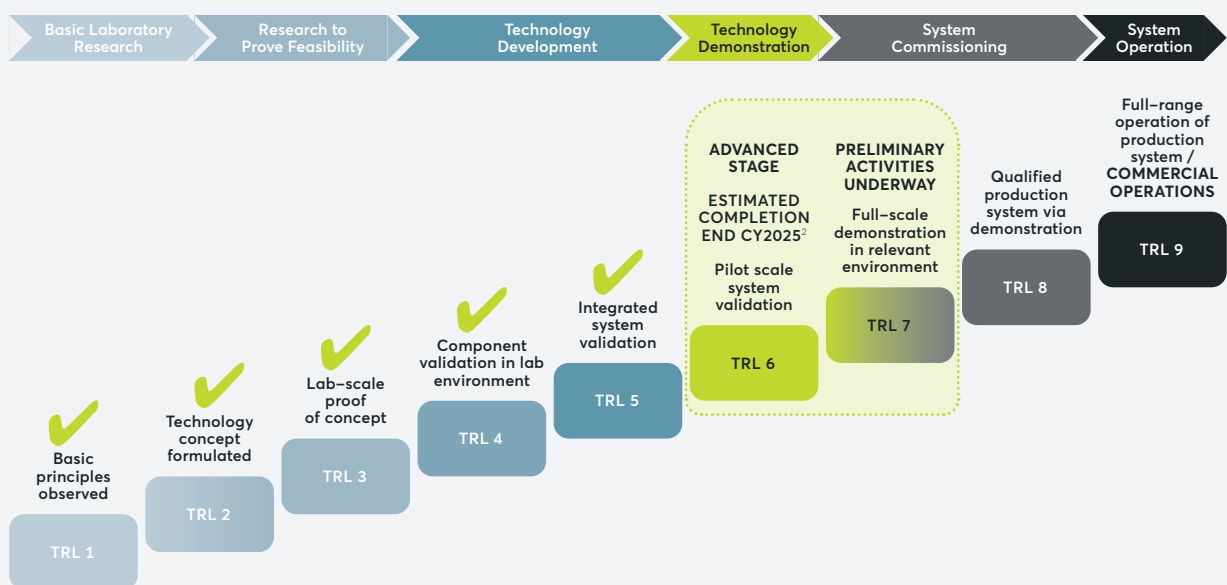 Basic Laboratory
Research
Research to
Prove Feasibility
Technology
Development
Technology
Demonstration
System
Commissioning
System
Operation
Basic
principles
observed
TRL 1
Technology
concept
formulated
TRL 2
Lab–scale
proof
of concept
TRL 3
Component
validation in lab
environment
TRL 4
Integrated
system
validation
TRL 5
ADVANCED
STAGE
ESTIMATED
COMPLETION
END CY2025²
Pilot scale
system
validation
TRL 6
PRELIMINARY
ACTIVITIES
UNDERWAY
Full–scale
demonstration
in relevant
environment
TRL 7
Qualified
production
system via
demonstration
TRL 8
Full–range
operation of
production
system /
COMMERCIAL
OPERATIONS
TRL 9